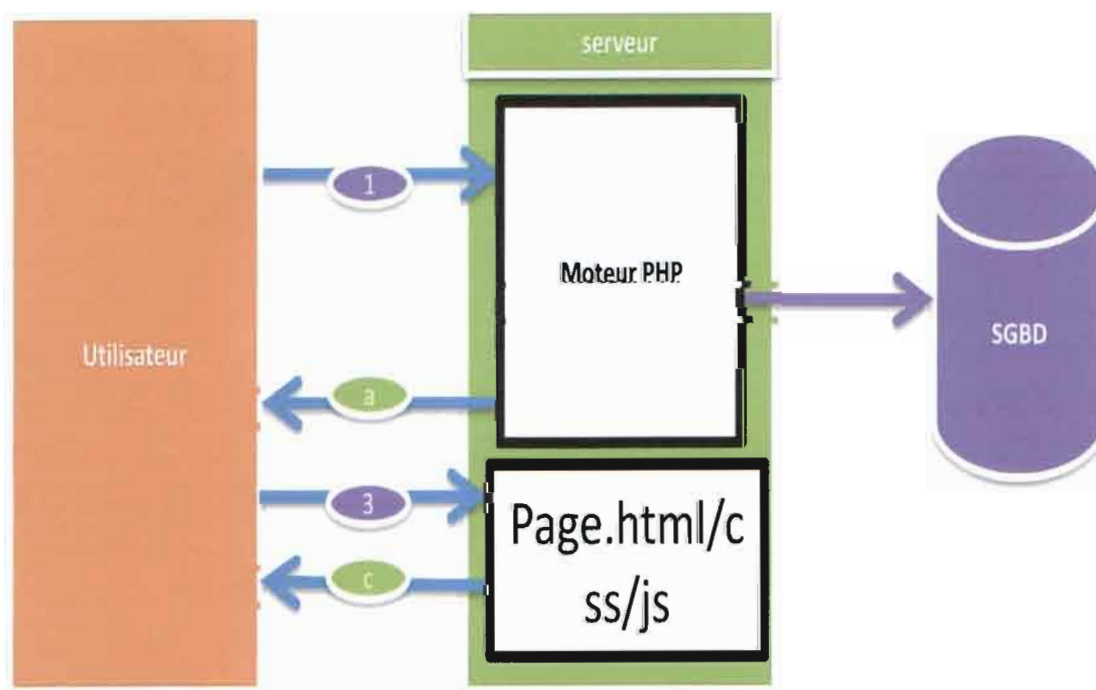 serveur
1
Moteur PHP
SGBD
Utilisateur
a
3
Page.html/c
ss/js
c